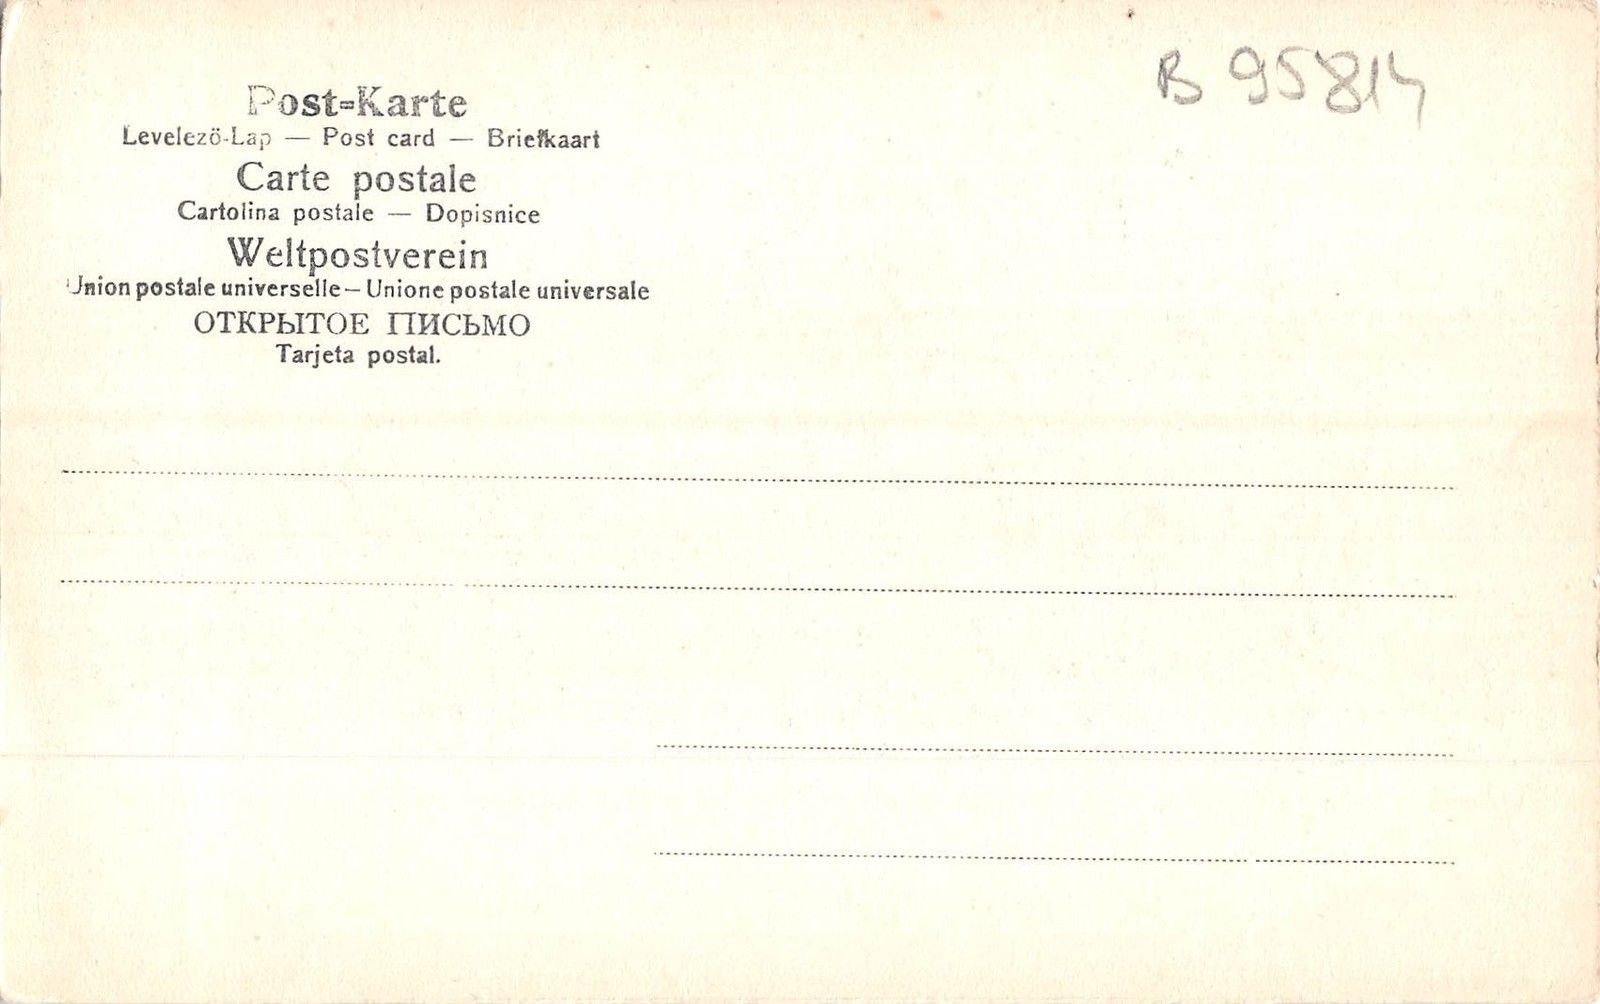 B 95814
Post=Karte
Levelező-Lap — Post card — Briefkaart
Carte postale
Cartolina postale — Dopisnice
Weltpostverein
Union postale universelle — Unione postale universale
ОТКРЫТОЕ ПИСЬМО
Tarjeta postal.